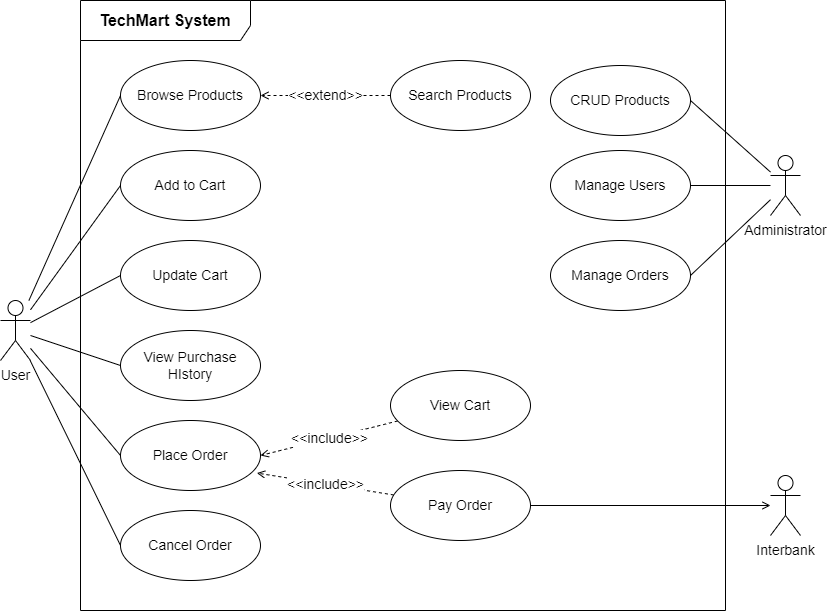 TechMart System
Browse Products
<<extend>>
Search Products
CRUD Products
Add to Cart
Manage Users
Administrator
Update Cart
Manage Orders
User
View Purchase
HIstory
View Cart
<<include>>
Place Order
<<include>>
Pay Order
Cancel Order
Interbank